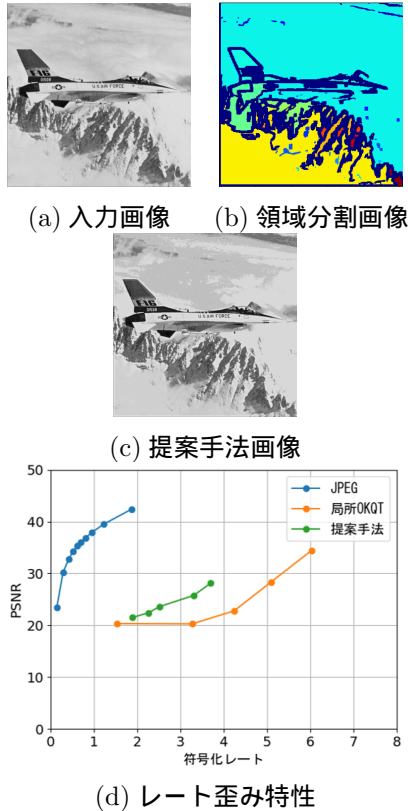 F-16
U.S. AIR FORCE
(a) 入力画像
(b) 領域分割画像
F-16
U.S. AIR FORCE
(c) 提案手法画像
50
40
30
20
10
0
PSNR
JPEG
局所OKQT
提案手法
0 1 2 3 4 5 6 7 8
符号化レート
(d) レート歪み特性